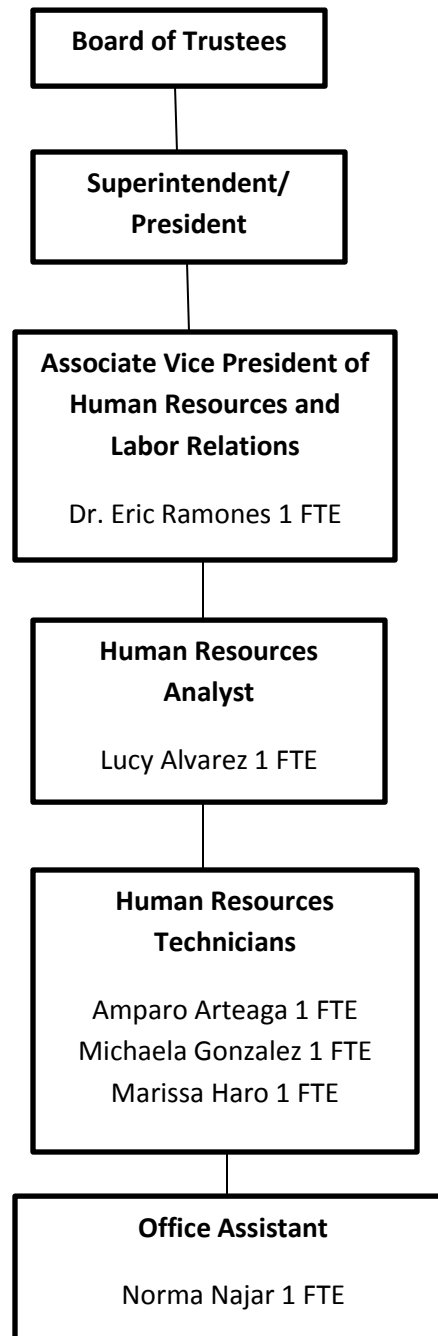 Board of Trustees
Superintendent/
President
Associate Vice President of
Human Resources and
Labor Relations
Dr. Eric Ramones 1 FTE
Human Resources
Analyst
Lucy Alvarez 1 FTE
Human Resources
Technicians
Amparo Arteaga 1 FTE
Michaela Gonzalez 1 FTE
Marissa Haro 1 FTE
Office Assistant
Norma Najar 1 FTE